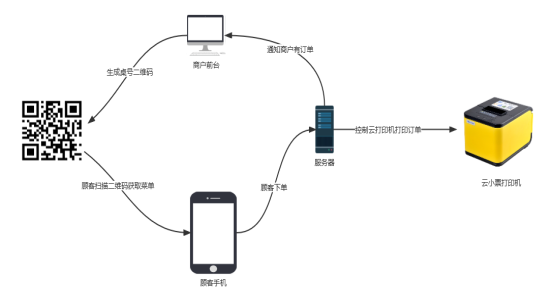 通知商户有订单
商户前台
生成桌号二维码
控制云打印机打印订单
服务器
云小票打印机
顾客扫描二维码获取菜单
顾客下单
顾客手机